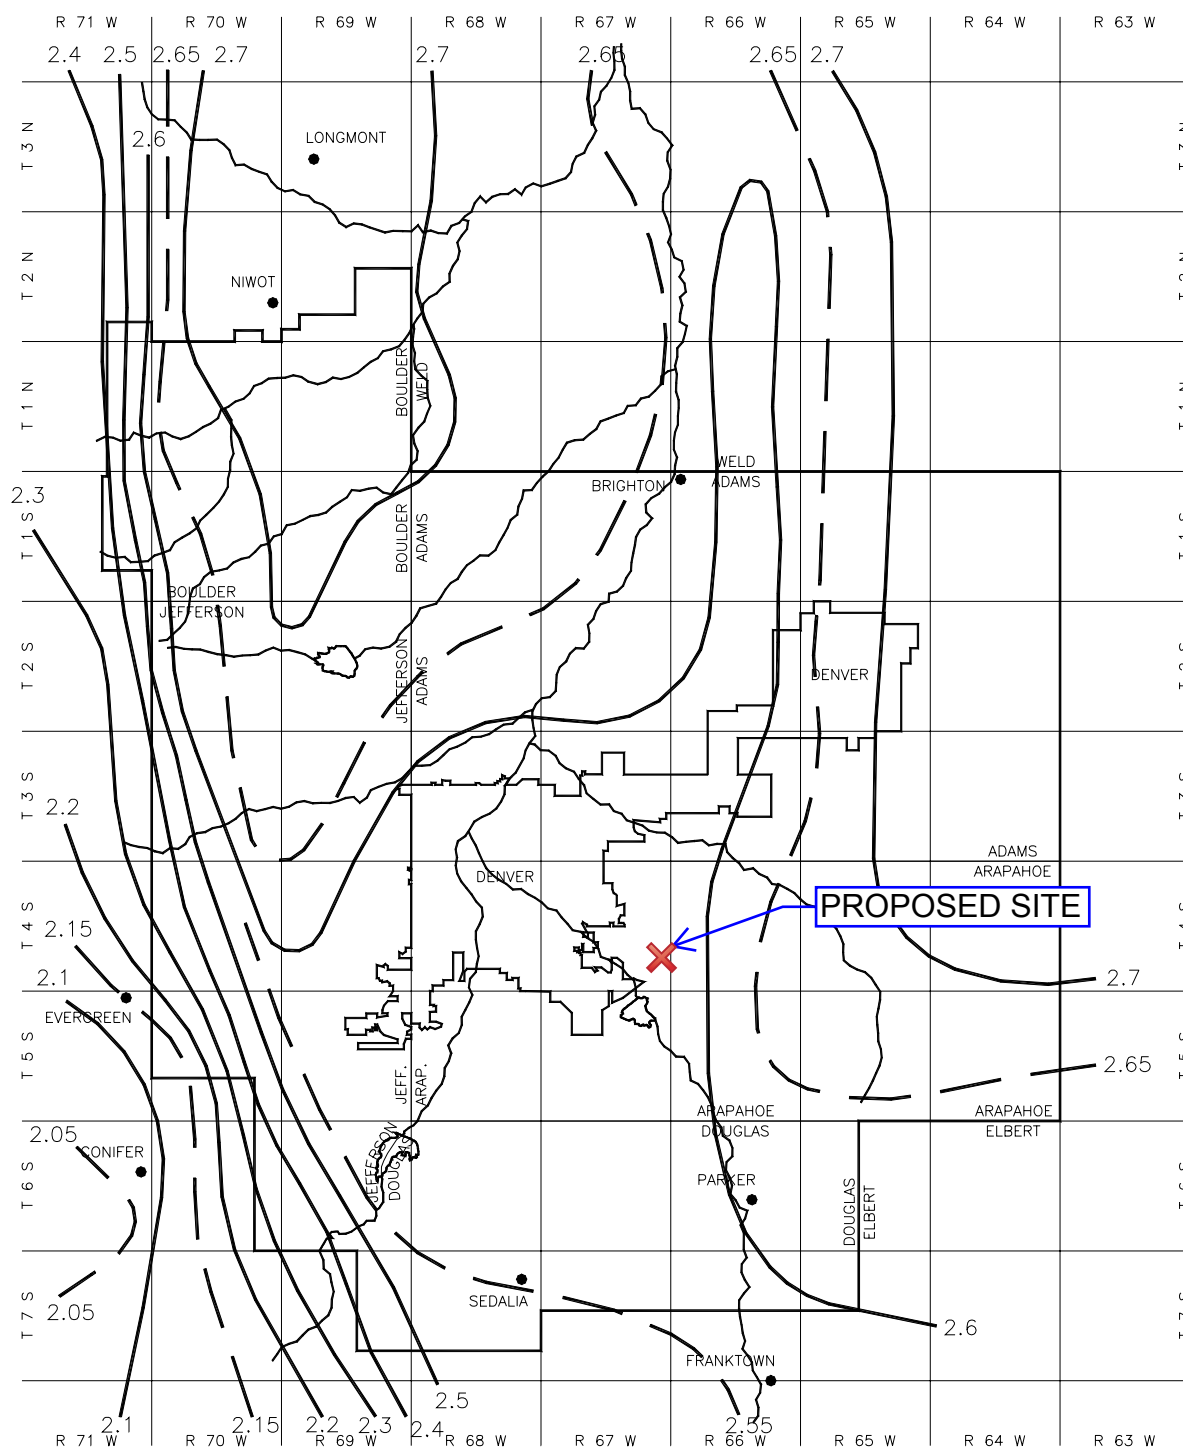 R 71 W
R 70 W
R 69 W
R 68 W
R 67 W
R 66 W
R 65 W
R 64 W
R 63 W
2.4
2.5
2.65
2.7
2.7
2.65
2.65
2.7
T 3 N
2.6
LONGMONT
T 2 N
NIWOT
T 1 N
BOULDER
WELD
2.3
BRIGHTON
WELD
ADAMS
T 1 S
BOULDER
ADAMS
BOULDER
JEFFERSON
T 2 S
JEFFERSON
ADAMS
DENVER
T 3 S
2.2
ADAMS
ARAPAHOE
DENVER
PROPOSED SITE
T 4 S
2.15
2.1
2.7
EVERGREEN
T 5 S
JEFF.
ARAP.
2.65
ARAPAHOE
DOUGLAS
ARAPAHOE
ELBERT
2.05
CONIFER
T 6 S
JEFFERSON
DOUGLAS
PARKER
DOUGLAS
ELBERT
2.05
T 7 S
SEDALIA
2.6
FRANKTOWN
2.5
2.1
2.15
2.2
2.3
2.4
2.55
R 71 W
R 70 W
R 69 W
R 68 W
R 67 W
R 66 W
R 65 W
R 64 W
R 63 W